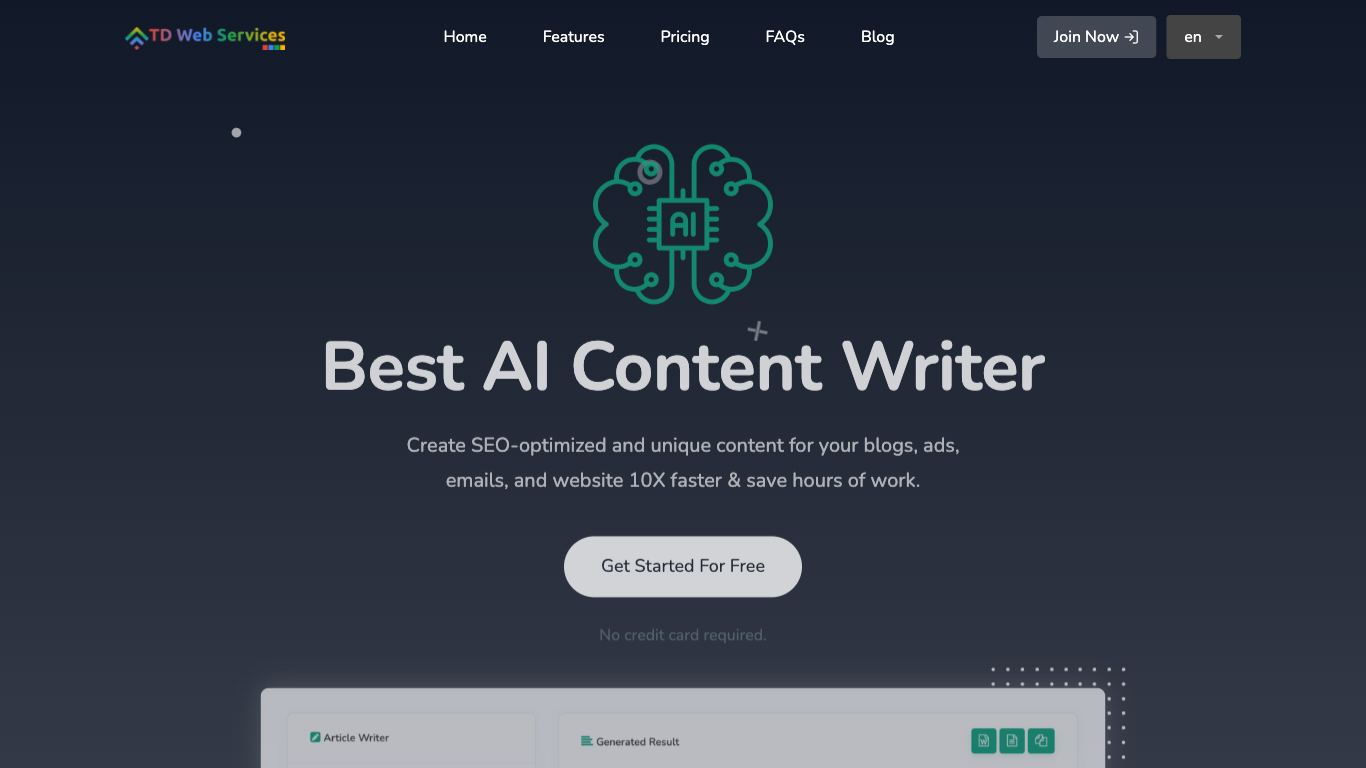 TD Web Services
Home
Features
Pricing
FAQs
Blog
Join Now
en
AI
Best AI Content Writer
Create SEO-optimized and unique content for your blogs, ads,
emails, and website 10X faster & save hours of work.
Get Started For Free
No credit card required.
Article Writer
Generated Result